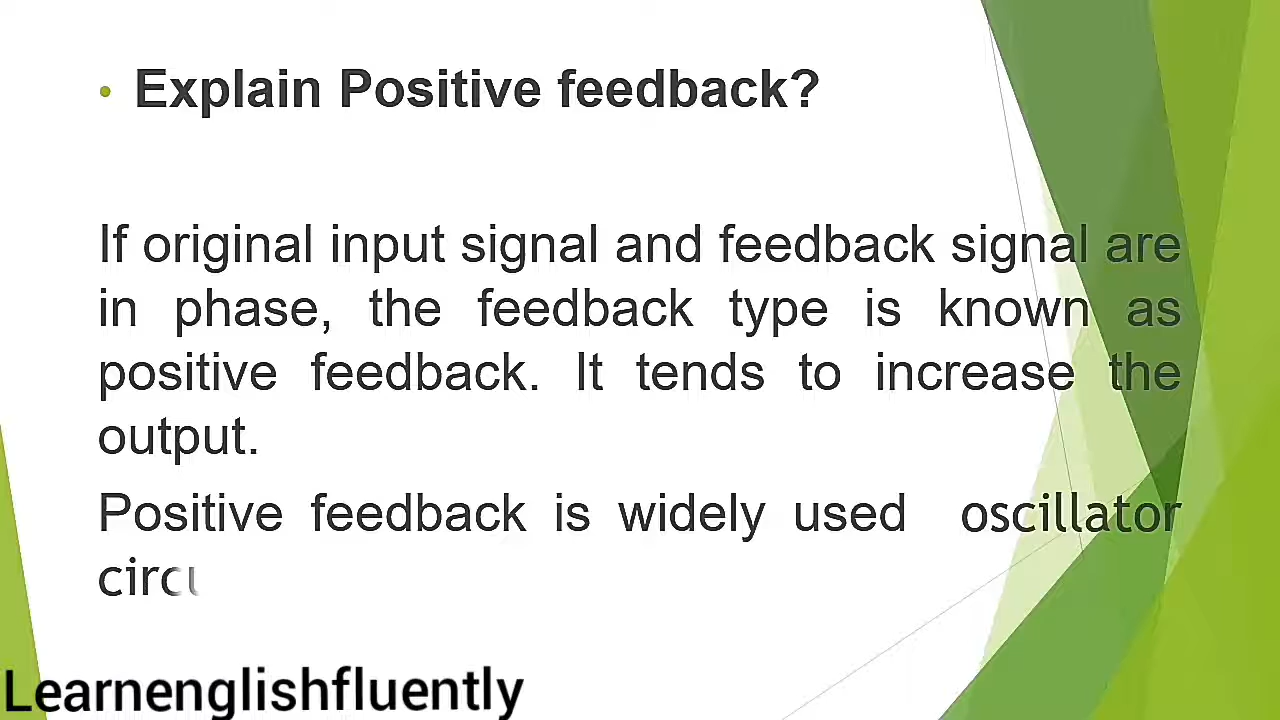 • Explain Positive feedback?
If original input signal and feedback signal are
in phase, the feedback type is known as
positive feedback. It tends to increase the
output.
Positive feedback is widely used oscillator
circu
Learnenglishfluently